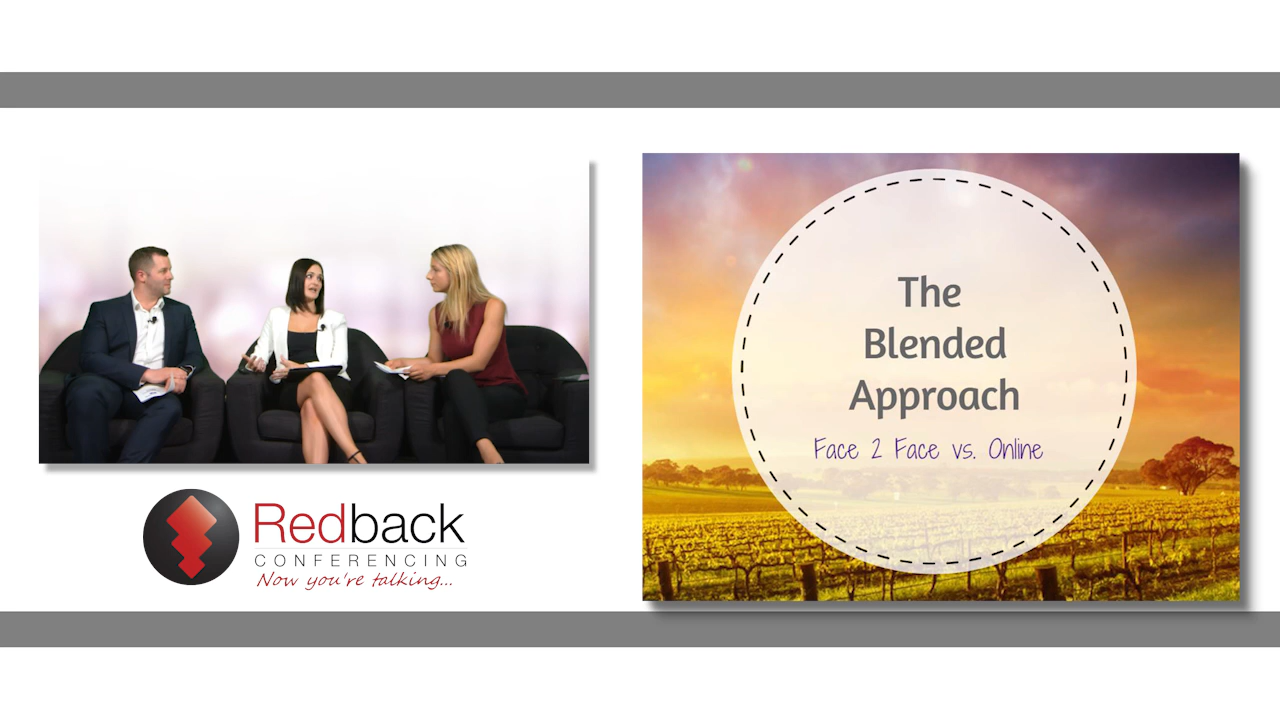 Redback
CONFERENCING
Now you're talking...
The
Blended
Approach
Face 2 Face vs. Online